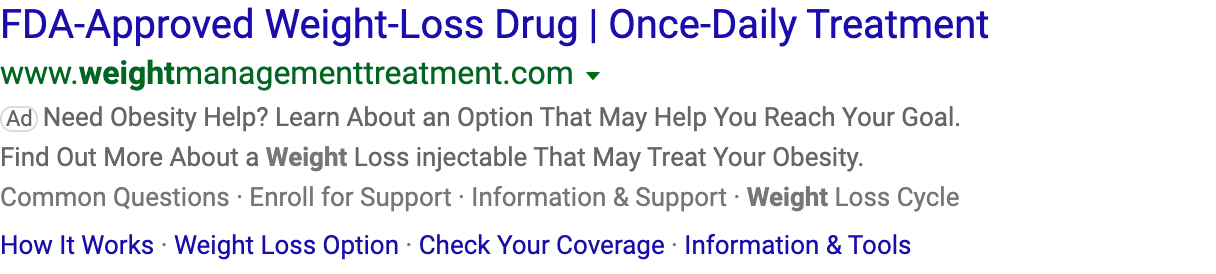 FDA-Approved Weight-Loss Drug | Once-Daily Treatment
www.weightmanagementtreatment.com
Ad Need Obesity Help? Learn About an Option That May Help You Reach Your Goal.
Find Out More About a Weight Loss injectable That May Treat Your Obesity.
Common Questions · Enroll for Support · Information & Support · Weight Loss Cycle
How It Works · Weight Loss Option · Check Your Coverage · Information & Tools